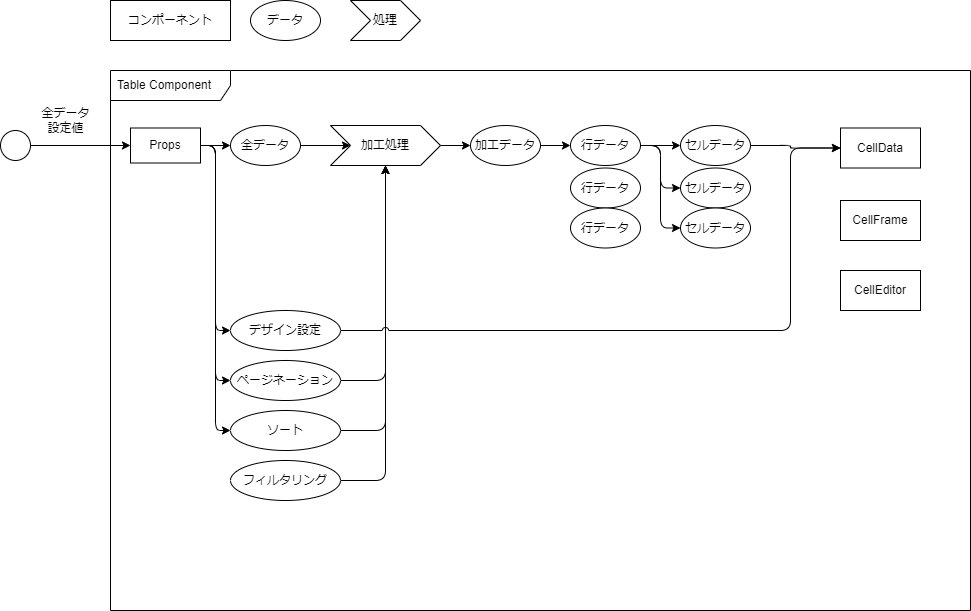 コンポーネント
データ
処理
Table Component
全データ
設定値
Props
全データ
加工処理
加工データ
行データ
セルデータ
CellData
行データ
セルデータ
行データ
セルデータ
CellFrame
CellEditor
デザイン設定
ページネーション
ソート
フィルタリング